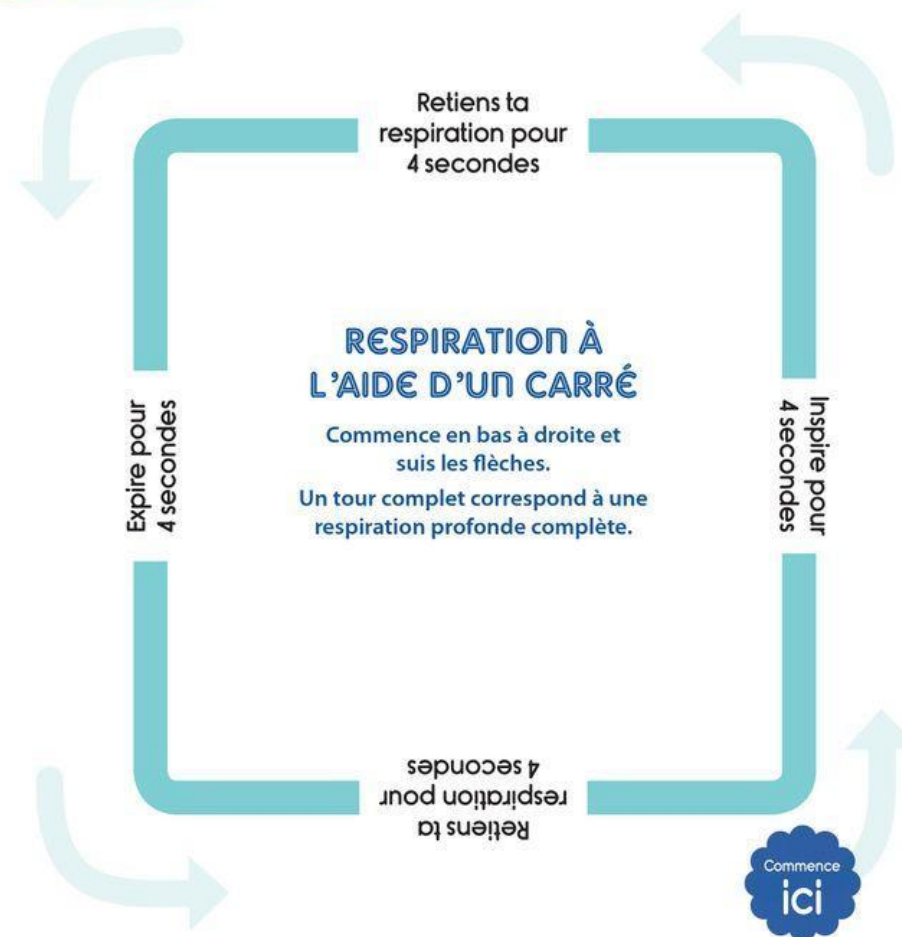 Retiens ta
respiration pour
4 secondes
RESPIRATION À
L'AIDE D'UN CARRÉ
Commence en bas à droite et
suis les flèches.
Un tour complet correspond à une
respiration profonde complète.
Expire pour
4 secondes
Inspire pour
4 secondes
Retiens ta
respiration pour
4 secondes
Commence
ici